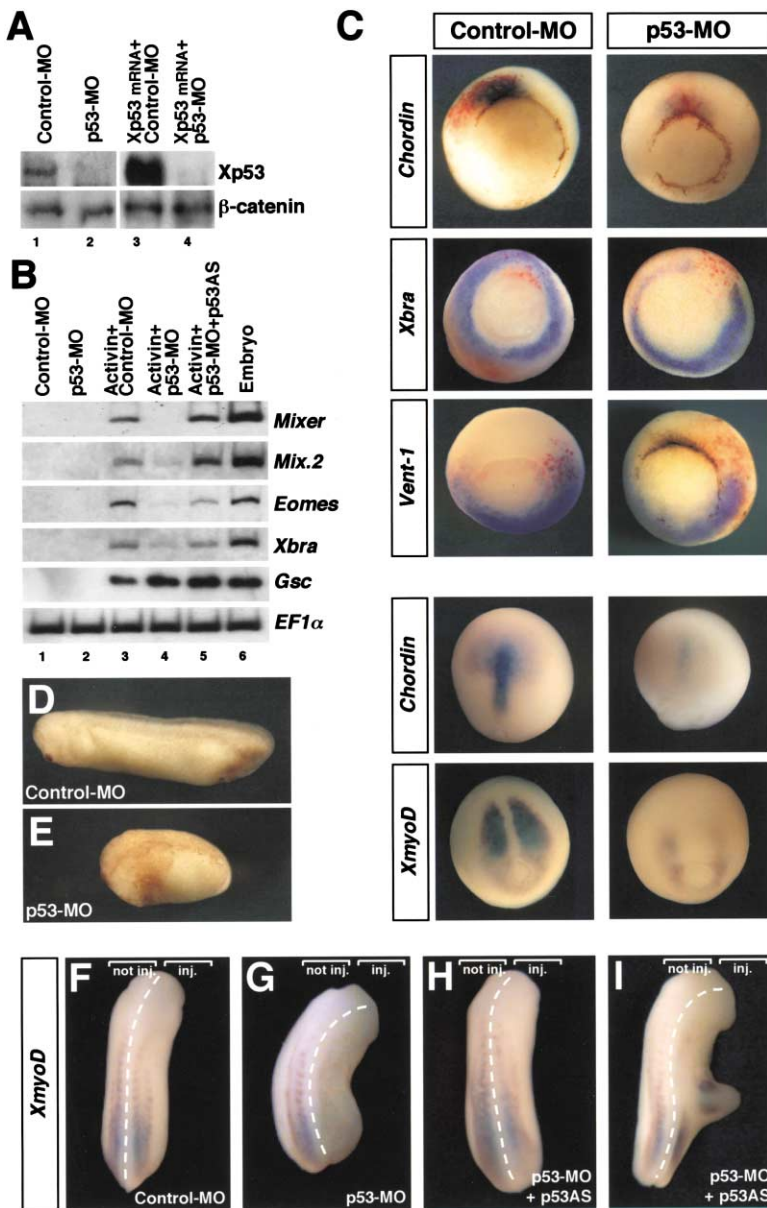 A
Control-MO
p53-MO
Xp53 mRNA+
Control-MO
Xp53 mRNA+
p53-MO
Xp53
β-catenin
1 2 3 4
B
Control-MO
p53-MO
Activin+
Control-MO
Activin+
p53-MO
Activin+
p53-MO+p53AS
Embryo
Mixer
Mix.2
Eomes
Xbra
Gsc
EF1α
1 2 3 4 5 6
C
Control-MO p53-MO
Chordin
Xbra
Vent-1
Chordin
XmyoD
D
Control-MO
E
p53-MO
XmyoD
F
not inj. inj.
Control-MO
G
not inj. inj.
p53-MO
H
not inj. inj.
p53-MO
+ p53AS
I
not inj. inj.
p53-MO
+ p53AS